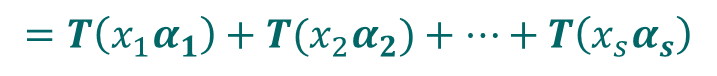 = T(x₁α₁) + T(x₂α₂) + ⋯ + T(xₛαₛ)